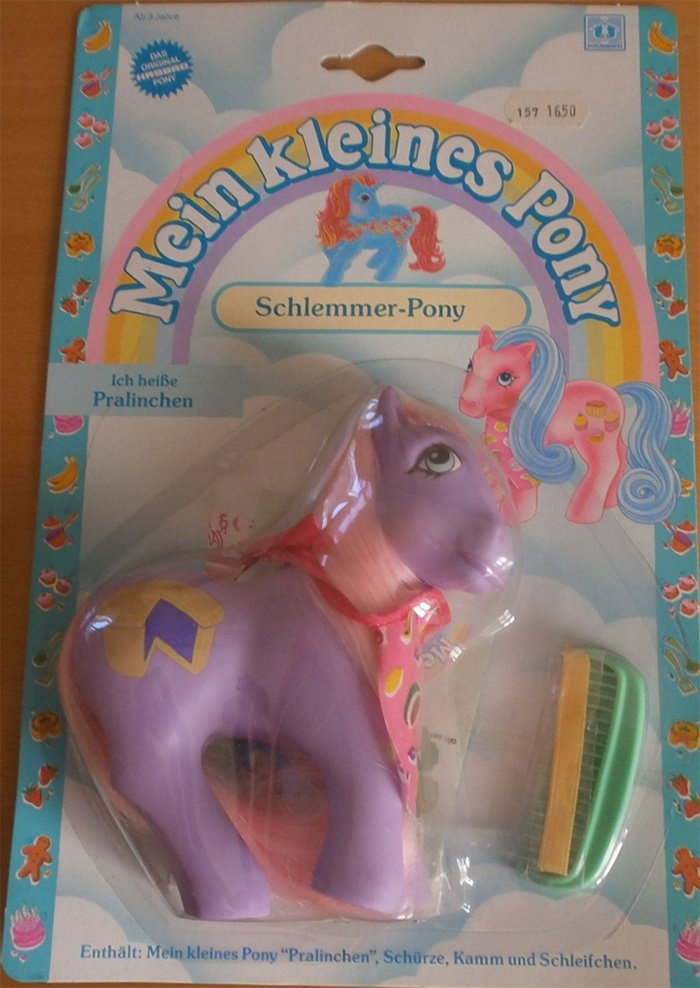 Ab 3 Jahre
DAS
ORIGINAL
HASBRO
PONY
157 1650
Mein kleines Pony
Schlemmer-Pony
Ich heiße
Pralinchen
Enthält: Mein kleines Pony "Pralinchen", Schürze, Kamm und Schleifchen.